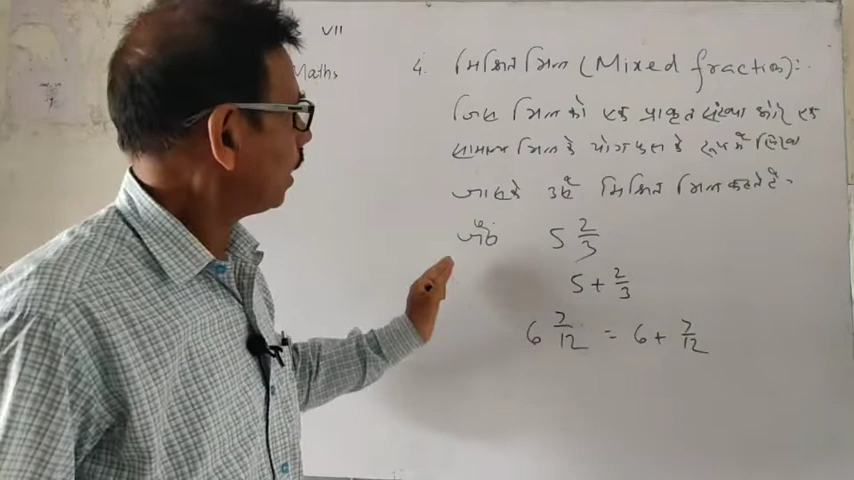 VII
Maths
4. मिश्रित भिन्न (Mixed fraction):-
जिस भिन्न को एक प्राकृत संख्या और एक
सामान्य भिन्न के योगफल के रूप में लिखा
जा सके उसे मिश्रित भिन्न कहते हैं-
जैसे 5 2/3
5 + 2/3
6 7/12 = 6 + 7/12